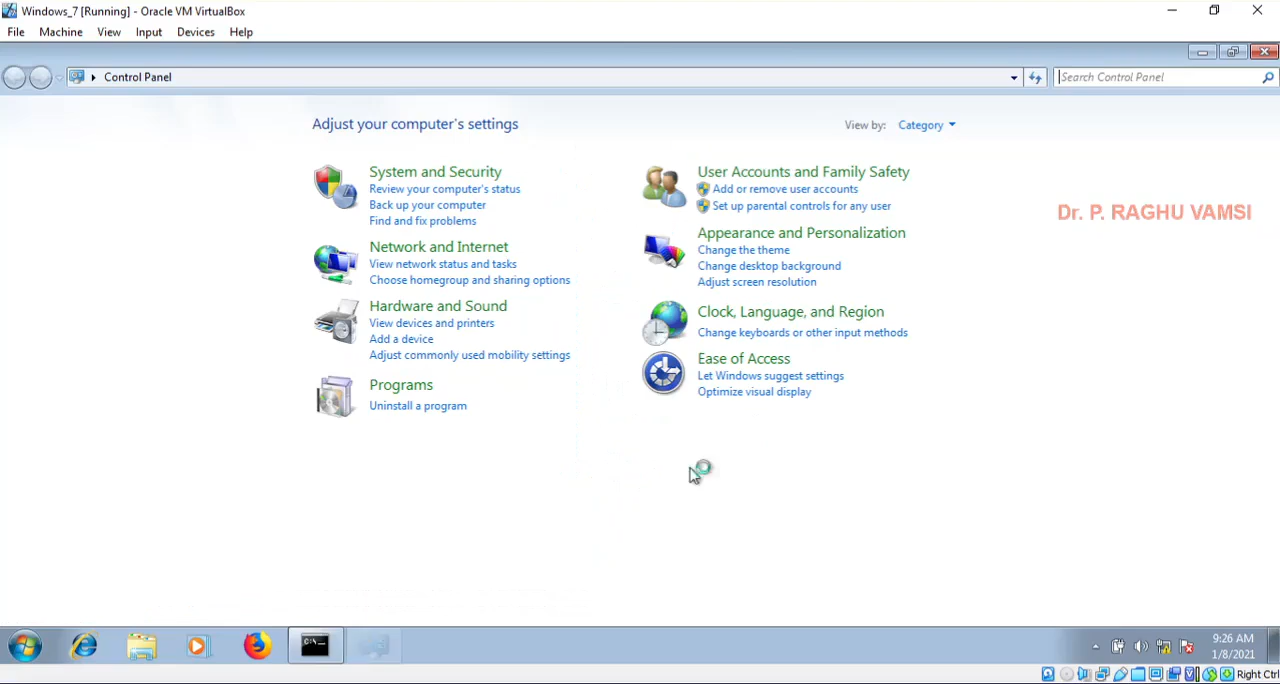 Windows_7 [Running] - Oracle VM VirtualBox
File Machine View Input Devices Help
Control Panel
Search Control Panel
Adjust your computer's settings
View by: Category
System and Security
Review your computer's status
Back up your computer
Find and fix problems
Network and Internet
View network status and tasks
Choose homegroup and sharing options
Hardware and Sound
View devices and printers
Add a device
Adjust commonly used mobility settings
Programs
Uninstall a program
User Accounts and Family Safety
Add or remove user accounts
Set up parental controls for any user
Appearance and Personalization
Change the theme
Change desktop background
Adjust screen resolution
Clock, Language, and Region
Change keyboards or other input methods
Ease of Access
Let Windows suggest settings
Optimize visual display
Dr. P. RAGHU VAMSI
9:26 AM
1/8/2021
Right Ctrl